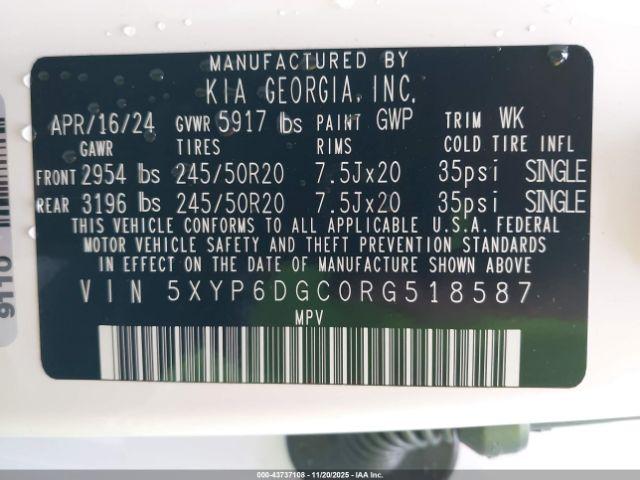 MANUFACTURED BY
KIA GEORGIA, INC.
APR/16/24 GVWR 5917 lbs PAINT GWP TRIM WK
GAWR TIRES RIMS COLD TIRE INFL
FRONT 2954 lbs 245/50R20 7.5Jx20 35psi SINGLE
REAR 3196 lbs 245/50R20 7.5Jx20 35psi SINGLE
THIS VEHICLE CONFORMS TO ALL APPLICABLE U.S.A. FEDERAL
MOTOR VEHICLE SAFETY AND THEFT PREVENTION STANDARDS
IN EFFECT ON THE DATE OF MANUFACTURE SHOWN ABOVE.
VIN 5XYP6DGC0RG518587
MPV
9110
000-43737108 - 11/20/2025 - IAA Inc.